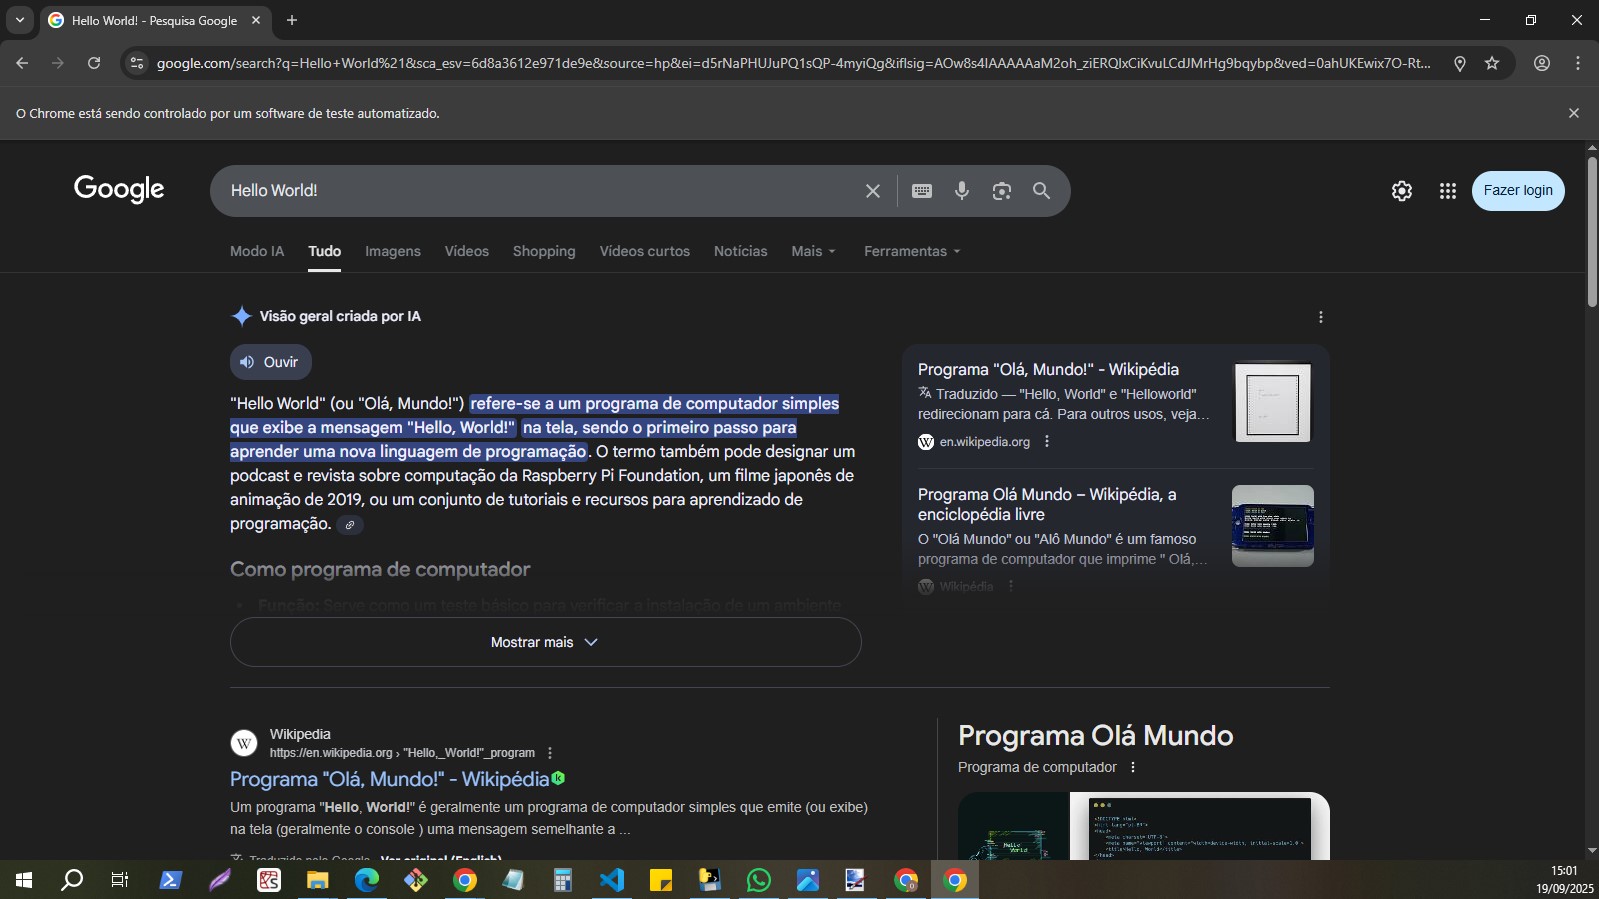 Hello World! - Pesquisa Google
google.com/search?q=Hello+World%21&sca_esv=6d8a3612e971de9e&source=hp&ei=d5rNaPHUJuPQ1sQP-4myiQg&iflsig=AOw8s4IAAAAAaM2oh_ziERQlxCiKvuLCdJMrHg9bqybp&ved=0ahUKEwix7O-Rt...
O Chrome está sendo controlado por um software de teste automatizado.
Google
Hello World!
Fazer login
Modo IA Tudo Imagens Vídeos Shopping Vídeos curtos Notícias Mais Ferramentas
Visão geral criada por IA
Ouvir
"Hello World" (ou "Olá, Mundo!") refere-se a um programa de computador simples
que exibe a mensagem "Hello, World!" na tela, sendo o primeiro passo para
aprender uma nova linguagem de programação. O termo também pode designar um
podcast e revista sobre computação da Raspberry Pi Foundation, um filme japonês de
animação de 2019, ou um conjunto de tutoriais e recursos para aprendizado de
programação.
Como programa de computador
Função: Serve como um teste básico para verificar a instalação de um ambiente
Mostrar mais
Programa "Olá, Mundo!" - Wikipédia
Traduzido — "Hello, World" e "Helloworld"
redirecionam para cá. Para outros usos, veja...
en.wikipedia.org
Programa Olá Mundo – Wikipédia, a
enciclopédia livre
O "Olá Mundo" ou "Alô Mundo" é um famoso
programa de computador que imprime " Olá,...
Wikipédia
Wikipedia
https://en.wikipedia.org › "Hello,_World!"_program
Programa "Olá, Mundo!" - Wikipédia
Um programa "Hello, World!" é geralmente um programa de computador simples que emite (ou exibe)
na tela (geralmente o console ) uma mensagem semelhante a ...
Traduzido pelo Google · Ver original (English)
Programa Olá Mundo
Programa de computador
Hello
World
15:01
19/09/2025